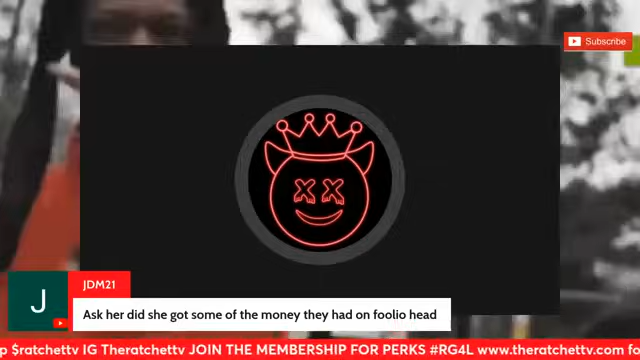 Subscribe
J
JDM21
Ask her did she got some of the money they had on foolio head
p $ratchettv IG Theratchettv JOIN THE MEMBERSHIP FOR PERKS #RG4L www.theratchettv.com fo